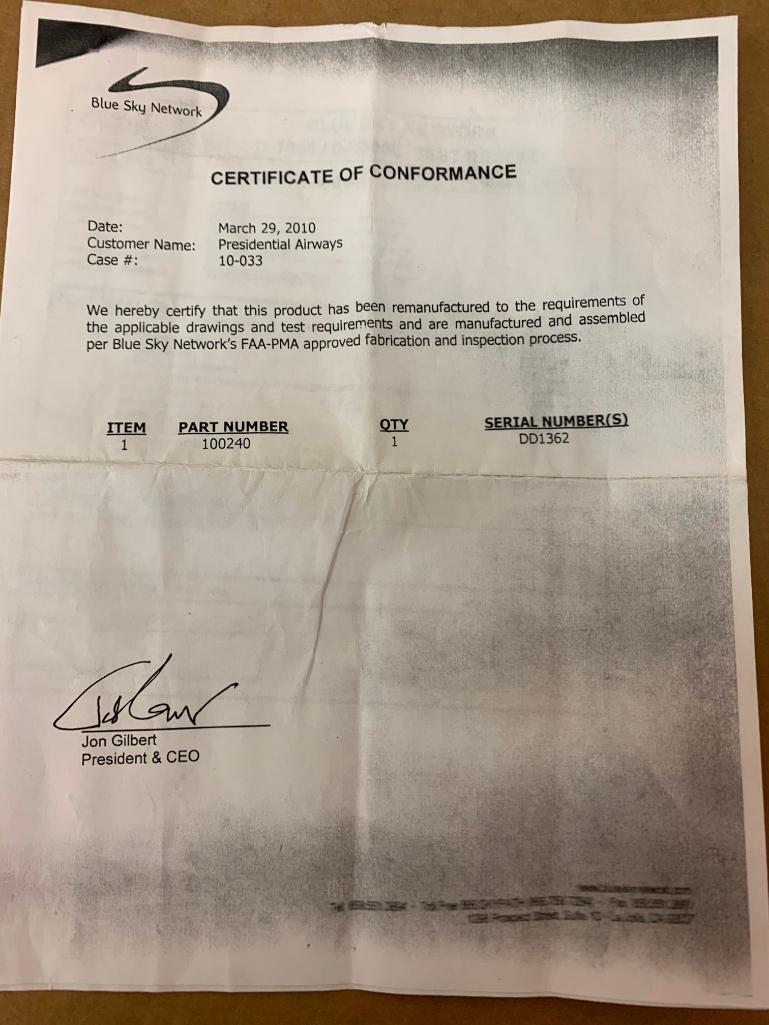 Blue Sky Network
CERTIFICATE OF CONFORMANCE
Date: March 29, 2010
Customer Name: Presidential Airways
Case #: 10-033
We hereby certify that this product has been remanufactured to the requirements of
the applicable drawings and test requirements and are manufactured and assembled
per Blue Sky Network's FAA-PMA approved fabrication and inspection process.
ITEM PART NUMBER QTY SERIAL NUMBER(S)
1 100240 1 DD1362
Jon Gilbert
President & CEO